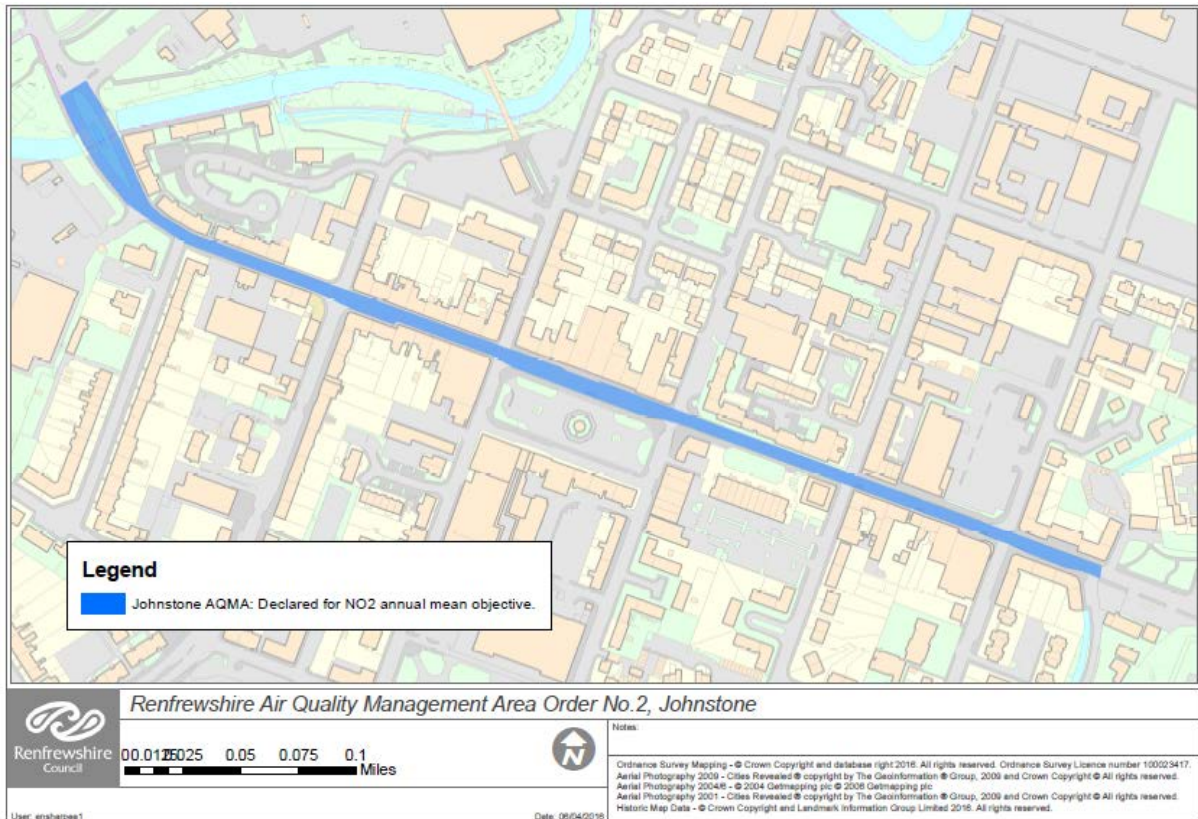 Legend
Johnstone AQMA: Declared for NO2 annual mean objective.
Renfrewshire Air Quality Management Area Order No.2, Johnstone
Renfrewshire
Council
0.05 0.075 0.1
Miles
N
Notes:
Ordnance Survey Mapping - © Crown Copyright and database right 2016. All rights reserved. Ordnance Survey Licence number 100023417.
Aerial Photography 2009 - Cities Revealed ® copyright by The Geoinformation ® Group, 2009 and Crown Copyright © All rights reserved.
Aerial Photography 2004/6 - © 2004 Getmapping plc © 2006 Getmapping plc
Aerial Photography 2001 - Cities Revealed ® copyright by The Geoinformation ® Group, 2009 and Crown Copyright © All rights reserved.
Historic Map Data - © Crown Copyright and Landmark Information Group Limited 2016. All rights reserved.
User:
Date: 06/04/2016